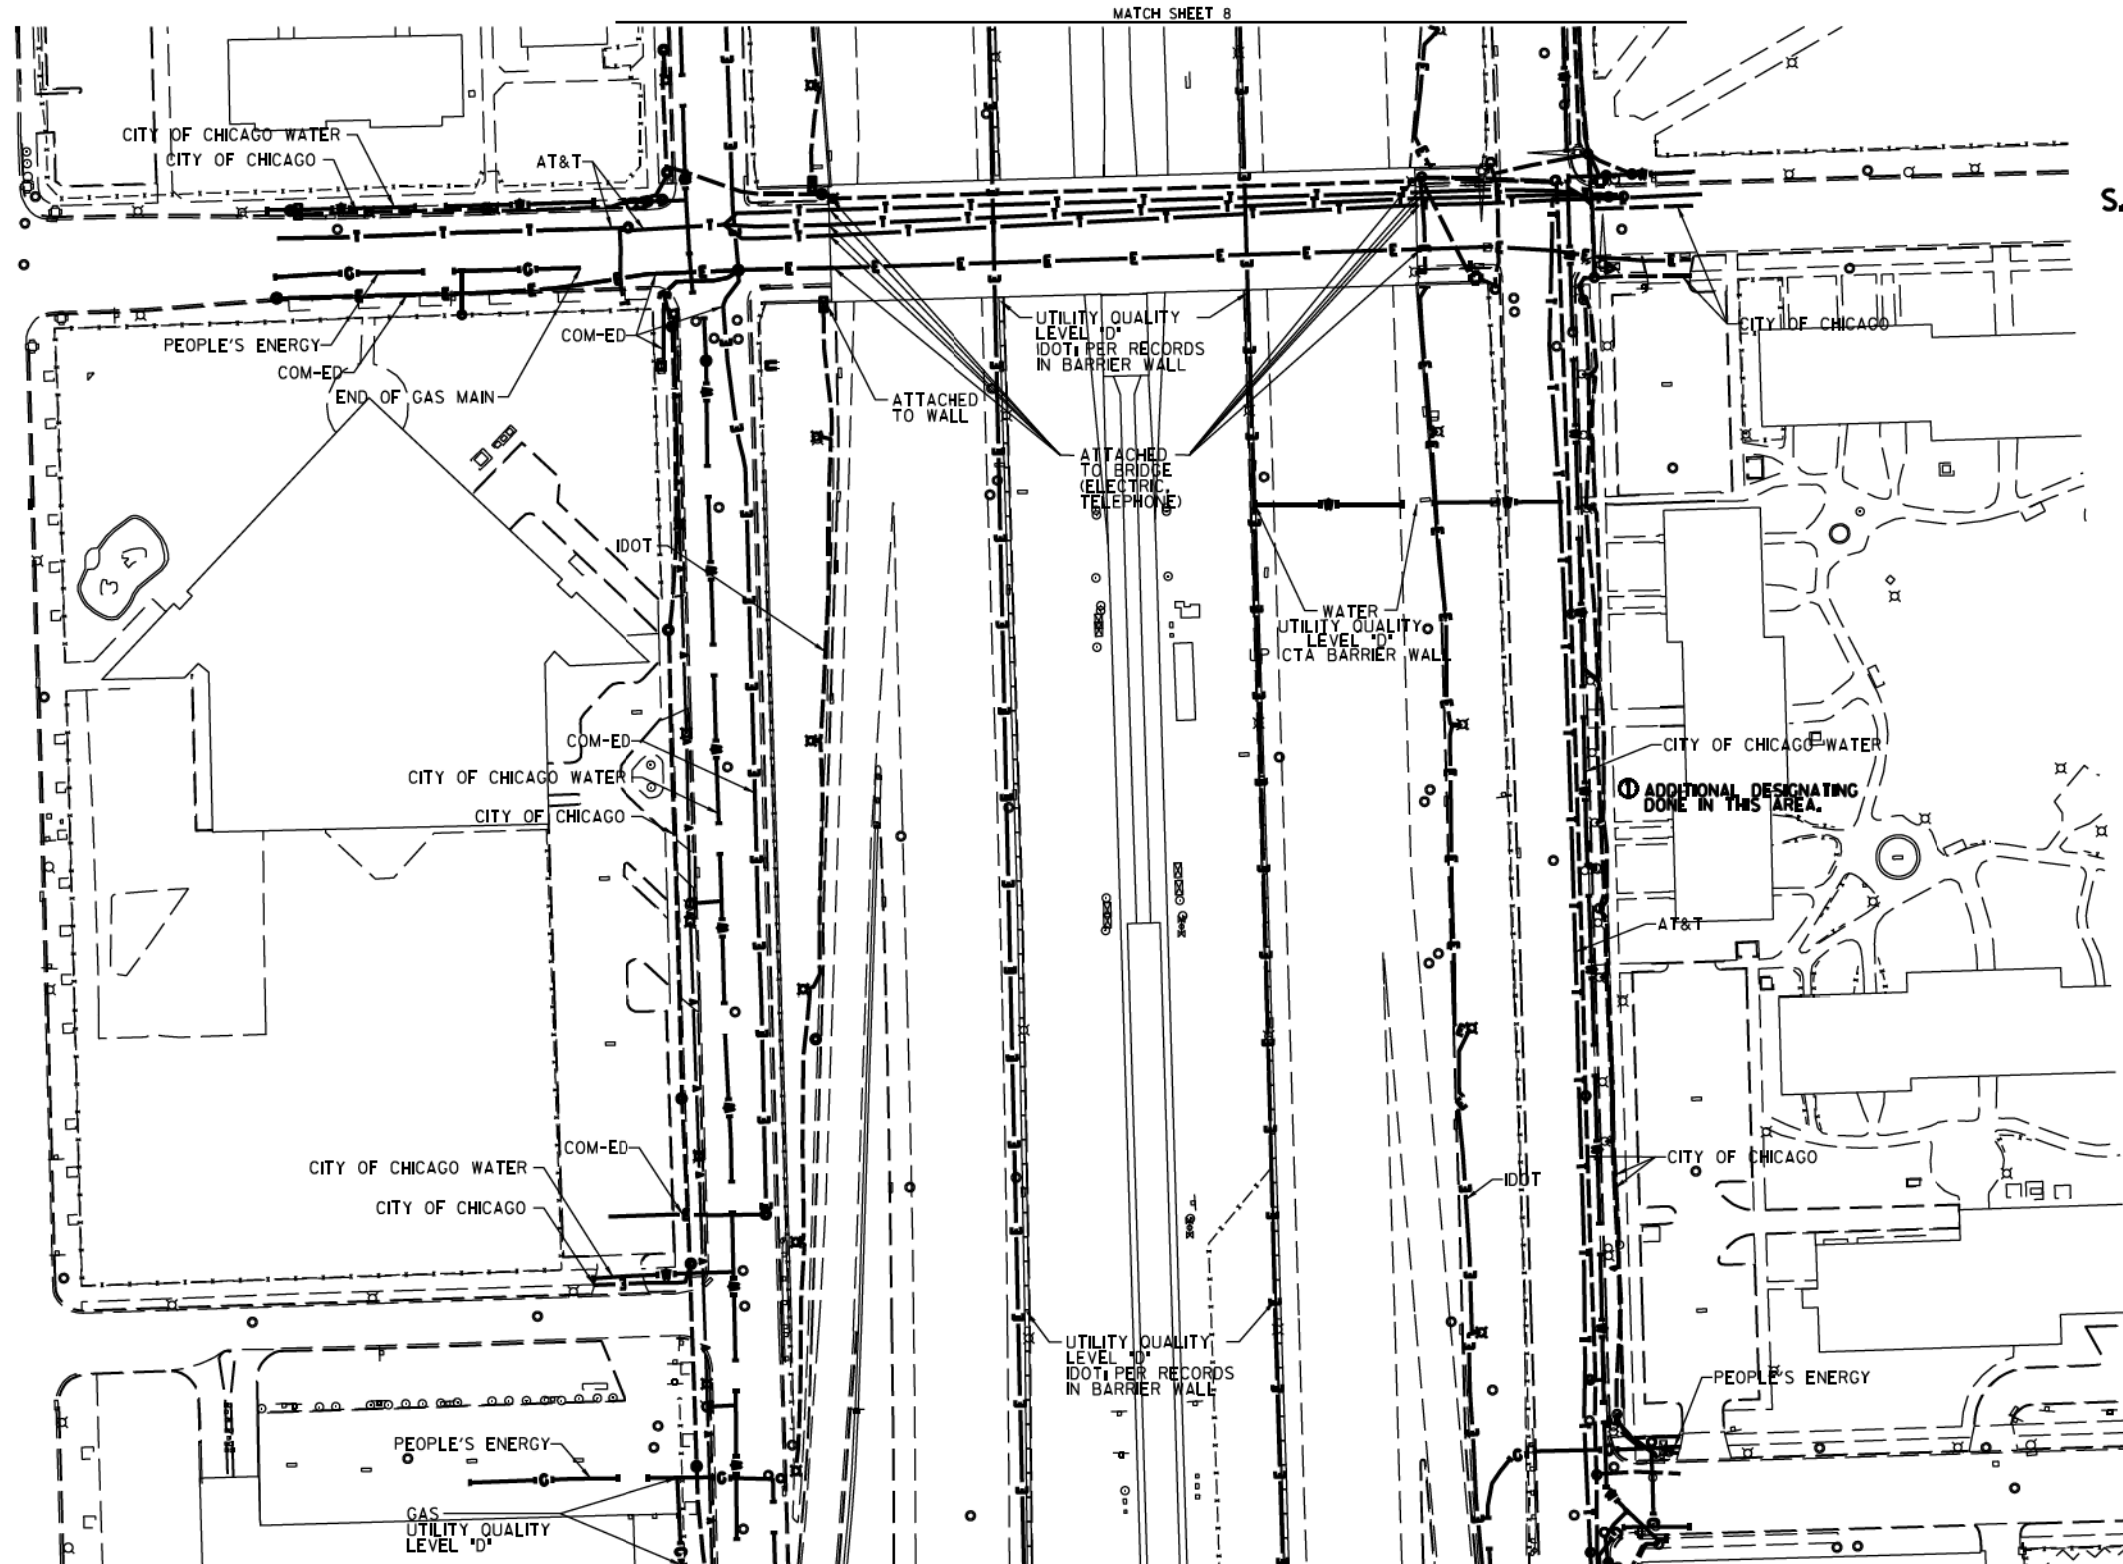 MATCH SHEET 8
CITY OF CHICAGO WATER
CITY OF CHICAGO
AT&T
S.
PEOPLE'S ENERGY
COM-ED
END OF GAS MAIN
COM-ED
UTILITY QUALITY
LEVEL "D"
IDOT; PER RECORDS
IN BARRIER WALL
CITY OF CHICAGO
ATTACHED
TO WALL
ATTACHED
TO BRIDGE
(ELECTRIC,
TELEPHONE)
IDOT
WATER
UTILITY QUALITY
LEVEL "D"
UP CTA BARRIER WALL
COM-ED
CITY OF CHICAGO WATER
CITY OF CHICAGO
CITY OF CHICAGO WATER
1 ADDITIONAL DESIGNATING
DONE IN THIS AREA.
AT&T
COM-ED
CITY OF CHICAGO WATER
CITY OF CHICAGO
CITY OF CHICAGO
IDOT
UTILITY QUALITY
LEVEL "D"
IDOT; PER RECORDS
IN BARRIER WALL
PEOPLE'S ENERGY
PEOPLE'S ENERGY
GAS
UTILITY QUALITY
LEVEL "D"